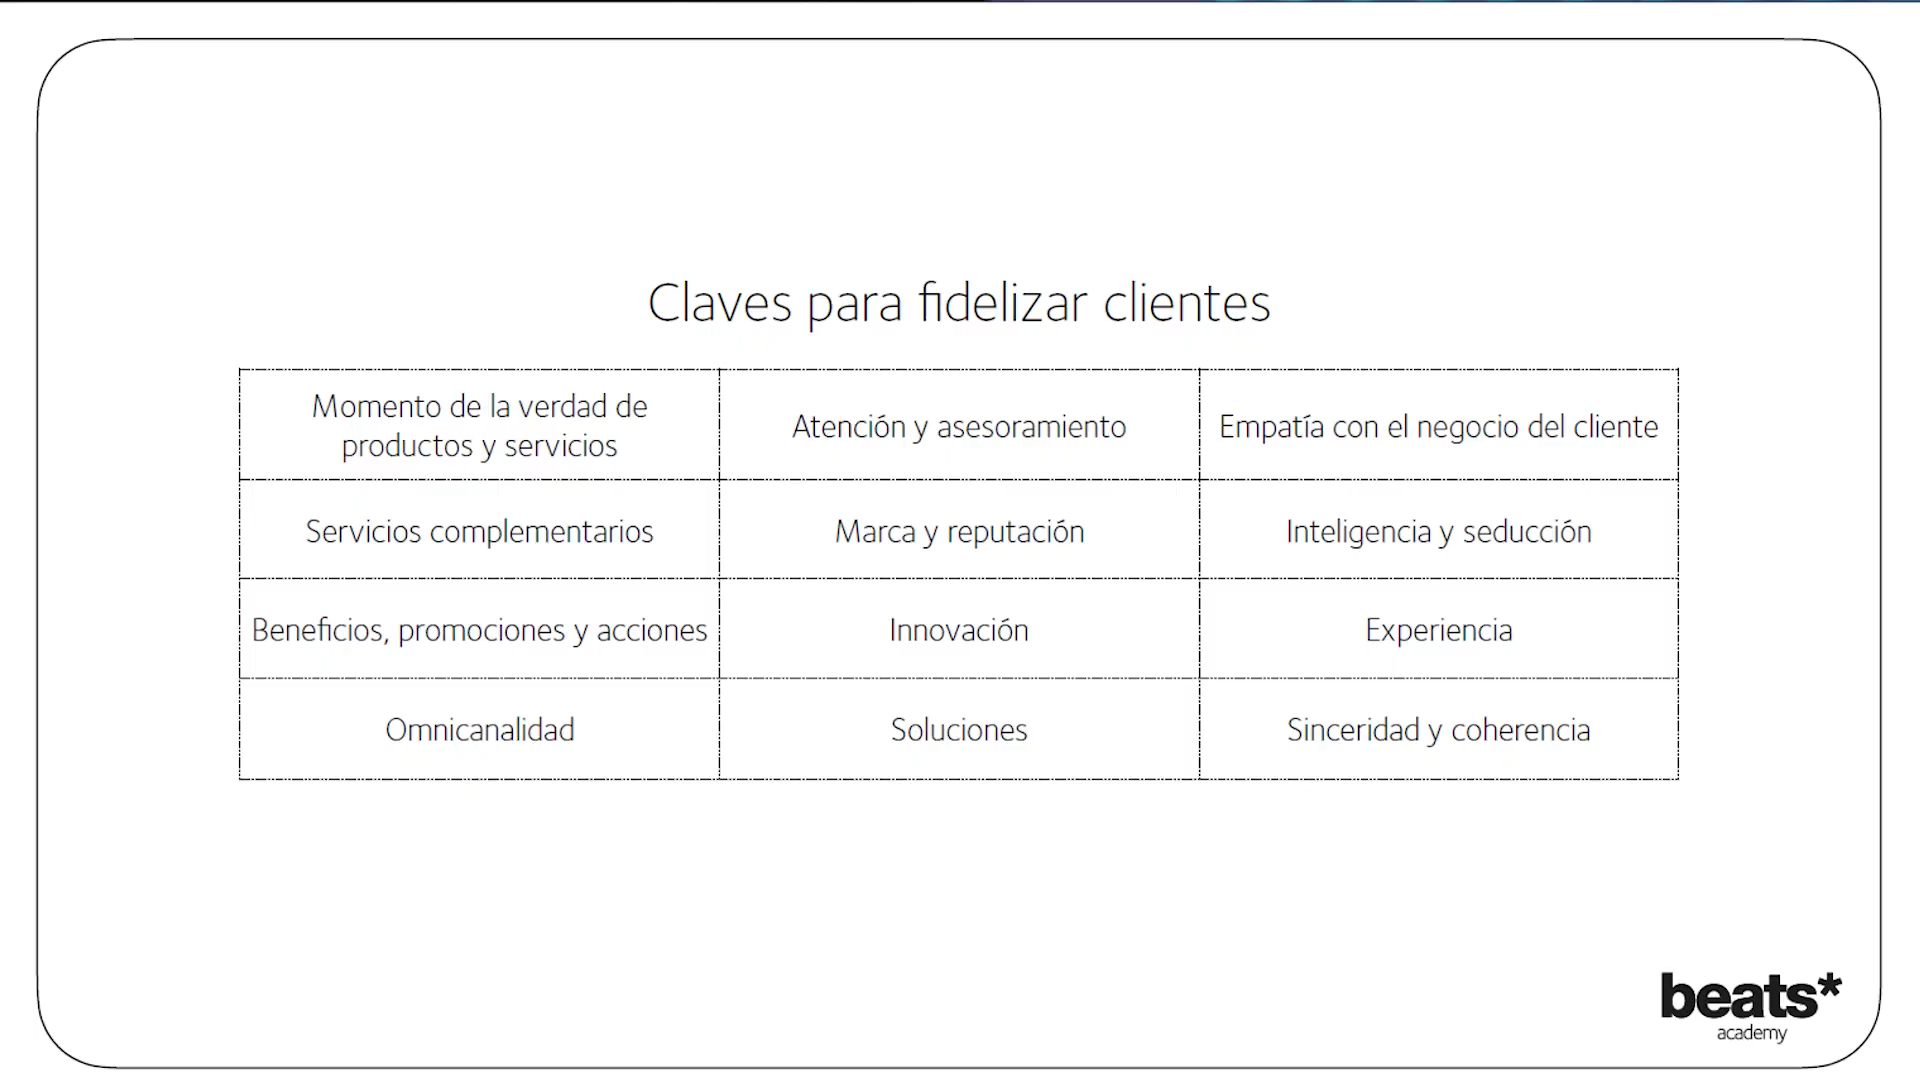 Claves para fidelizar clientes
Momento de la verdad de
productos y servicios
Atención y asesoramiento
Empatía con el negocio del cliente
Servicios complementarios
Marca y reputación
Inteligencia y seducción
Beneficios, promociones y acciones
Innovación
Experiencia
Omnicanalidad
Soluciones
Sinceridad y coherencia
beats*
academy